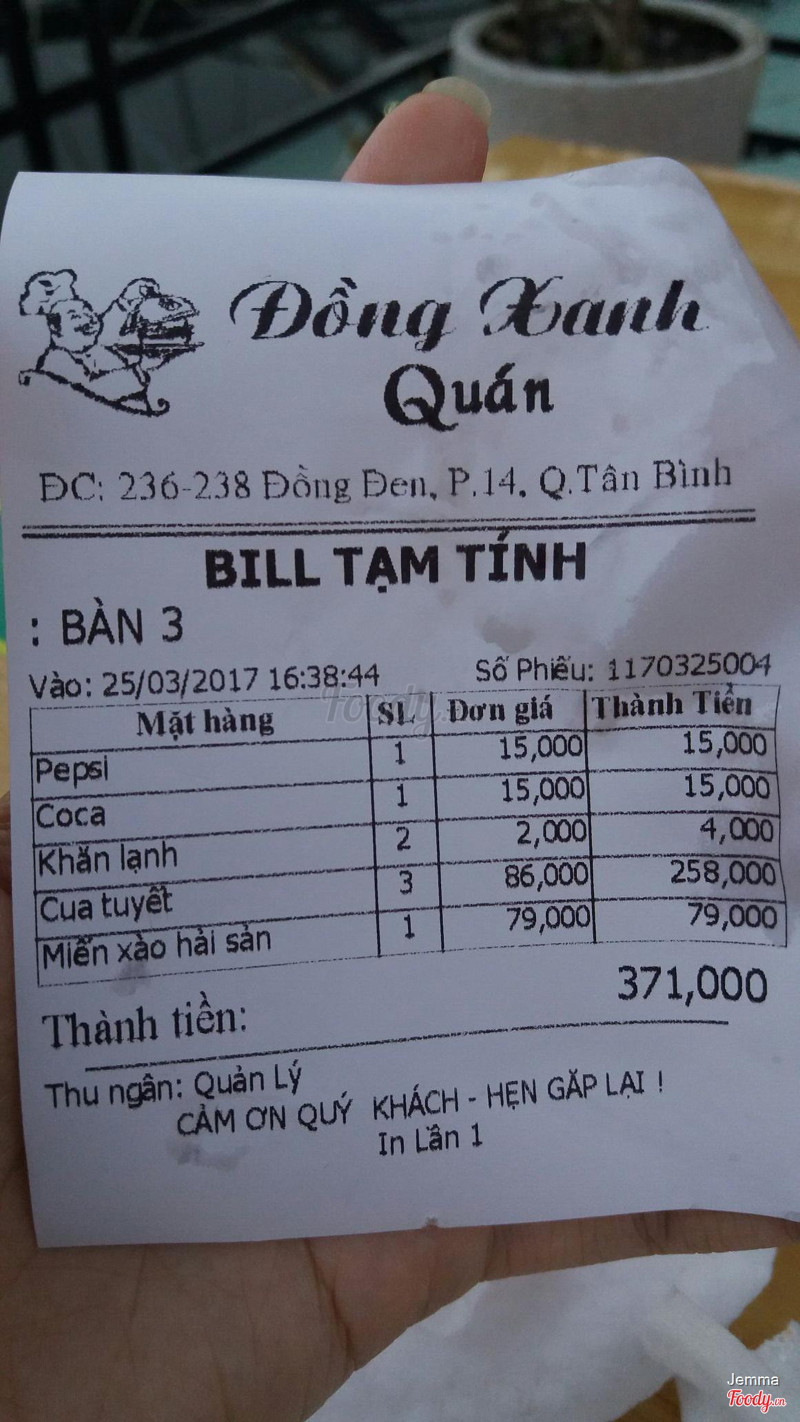 Đồng Xanh
Quán
ĐC: 236-238 Đồng Đen, P.14, Q.Tân Bình
BILL TẠM TÍNH
: BÀN 3
Vào: 25/03/2017 16:38:44 Số Phiếu: 1170325004
Mặt hàng SL Đơn giá Thành Tiền
Pepsi 1 15,000 15,000
Coca 1 15,000 15,000
Khăn lạnh 2 2,000 4,000
Cua tuyết 3 86,000 258,000
Miến xào hải sản 1 79,000 79,000
Thành tiền: 371,000
Thu ngân: Quản Lý
CẢM ƠN QUÝ KHÁCH - HẸN GẶP LẠI !
In Lần 1
Foody
Jemma
Foody.vn